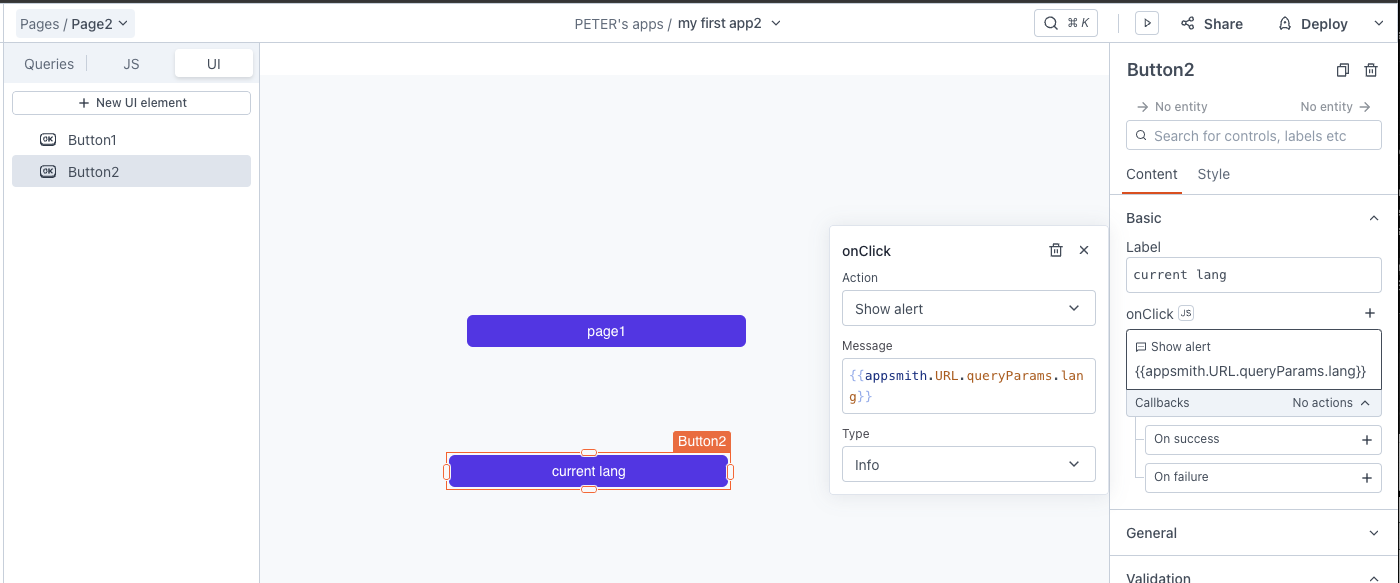 Pages / Page2
PETER's apps / my first app2
⌘ K
Share
Deploy
Queries
JS
UI
+ New UI element
OK Button1
OK Button2
page1
Button2
current lang
onClick
Action
Show alert
Message
{{appsmith.URL.queryParams.lan
g}}
Type
Info
Button2
No entity
No entity
Search for controls, labels etc
Content
Style
Basic
Label
current lang
onClick JS
Show alert
{{appsmith.URL.queryParams.lang}}
Callbacks
No actions
On success
On failure
General
Validation